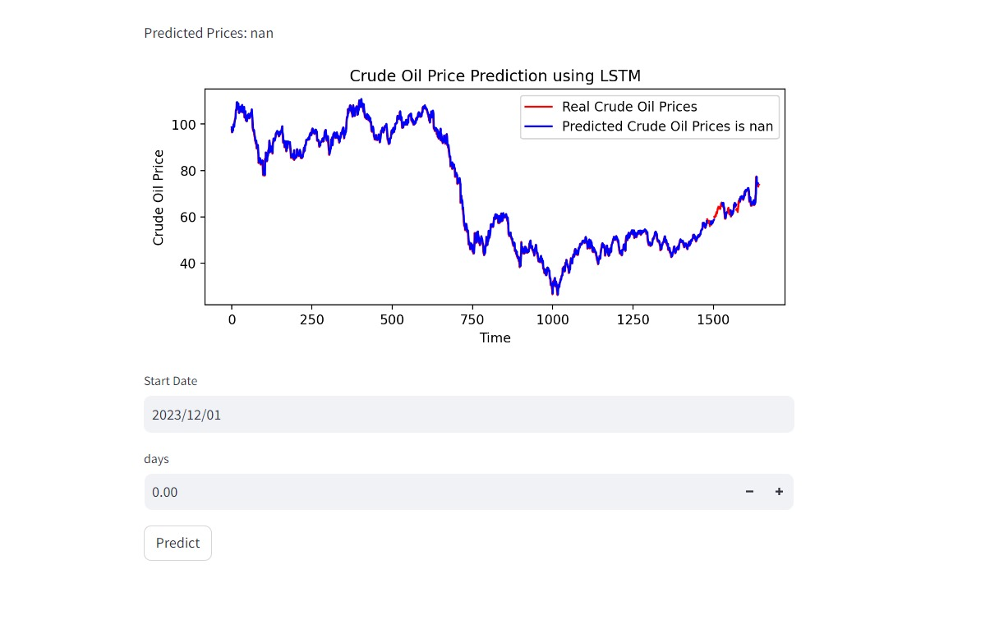 Predicted Prices: nan
Crude Oil Price Prediction using LSTM
Real Crude Oil Prices
Predicted Crude Oil Prices is nan
Crude Oil Price
100
80
60
40
0 250 500 750 1000 1250 1500
Time
Start Date
2023/12/01
days
0.00 − +
Predict